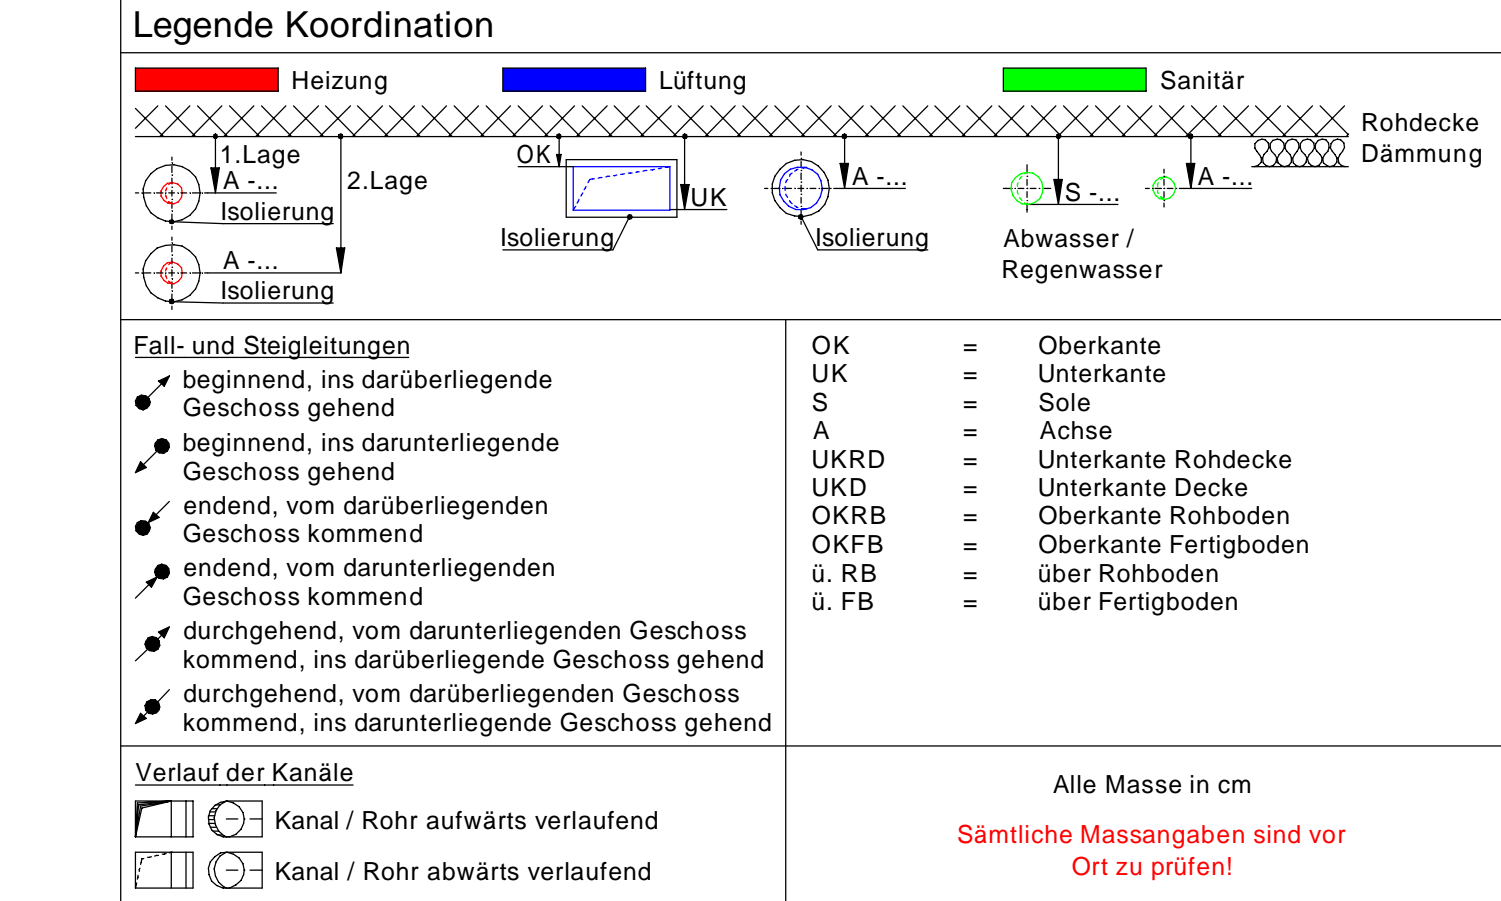 Legende Koordination
Heizung
Lüftung
Sanitär
Rohdecke
Dämmung
1.Lage
A -...
Isolierung
2.Lage
A -...
Isolierung
OK
UK
Isolierung
A -...
Isolierung
S -...
A -...
Abwasser /
Regenwasser
Fall- und Steigleitungen
beginnend, ins darüberliegende
Geschoss gehend
beginnend, ins darunterliegende
Geschoss gehend
endend, vom darüberliegenden
Geschoss kommend
endend, vom darunterliegenden
Geschoss kommend
durchgehend, vom darunterliegenden Geschoss
kommend, ins darüberliegende Geschoss gehend
durchgehend, vom darüberliegenden Geschoss
kommend, ins darunterliegende Geschoss gehend
OK = Oberkante
UK = Unterkante
S = Sole
A = Achse
UKRD = Unterkante Rohdecke
UKD = Unterkante Decke
OKRB = Oberkante Rohboden
OKFB = Oberkante Fertigboden
ü. RB = über Rohboden
ü. FB = über Fertigboden
Verlauf der Kanäle
Kanal / Rohr aufwärts verlaufend
Kanal / Rohr abwärts verlaufend
Alle Masse in cm
Sämtliche Massangaben sind vor
Ort zu prüfen!